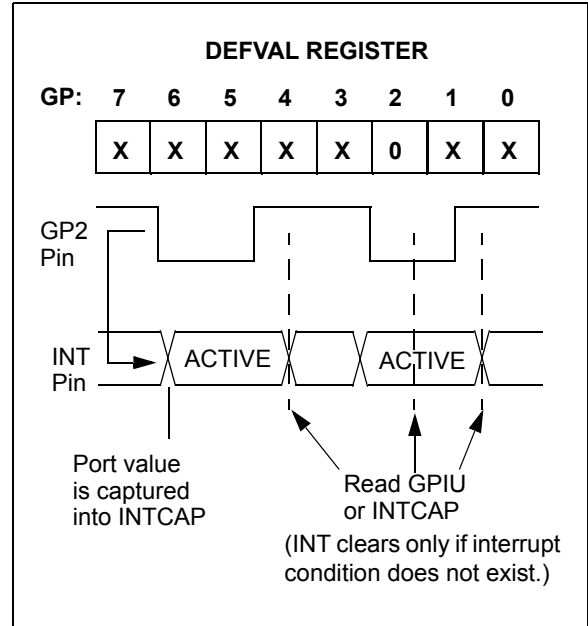 DEFVAL REGISTER
GP: 7 6 5 4 3 2 1 0
X X X X X 0 X X
GP2
Pin
INT
Pin
ACTIVE
ACTIVE
Port value
is captured
into INTCAP
Read GPIU
or INTCAP
(INT clears only if interrupt
condition does not exist.)